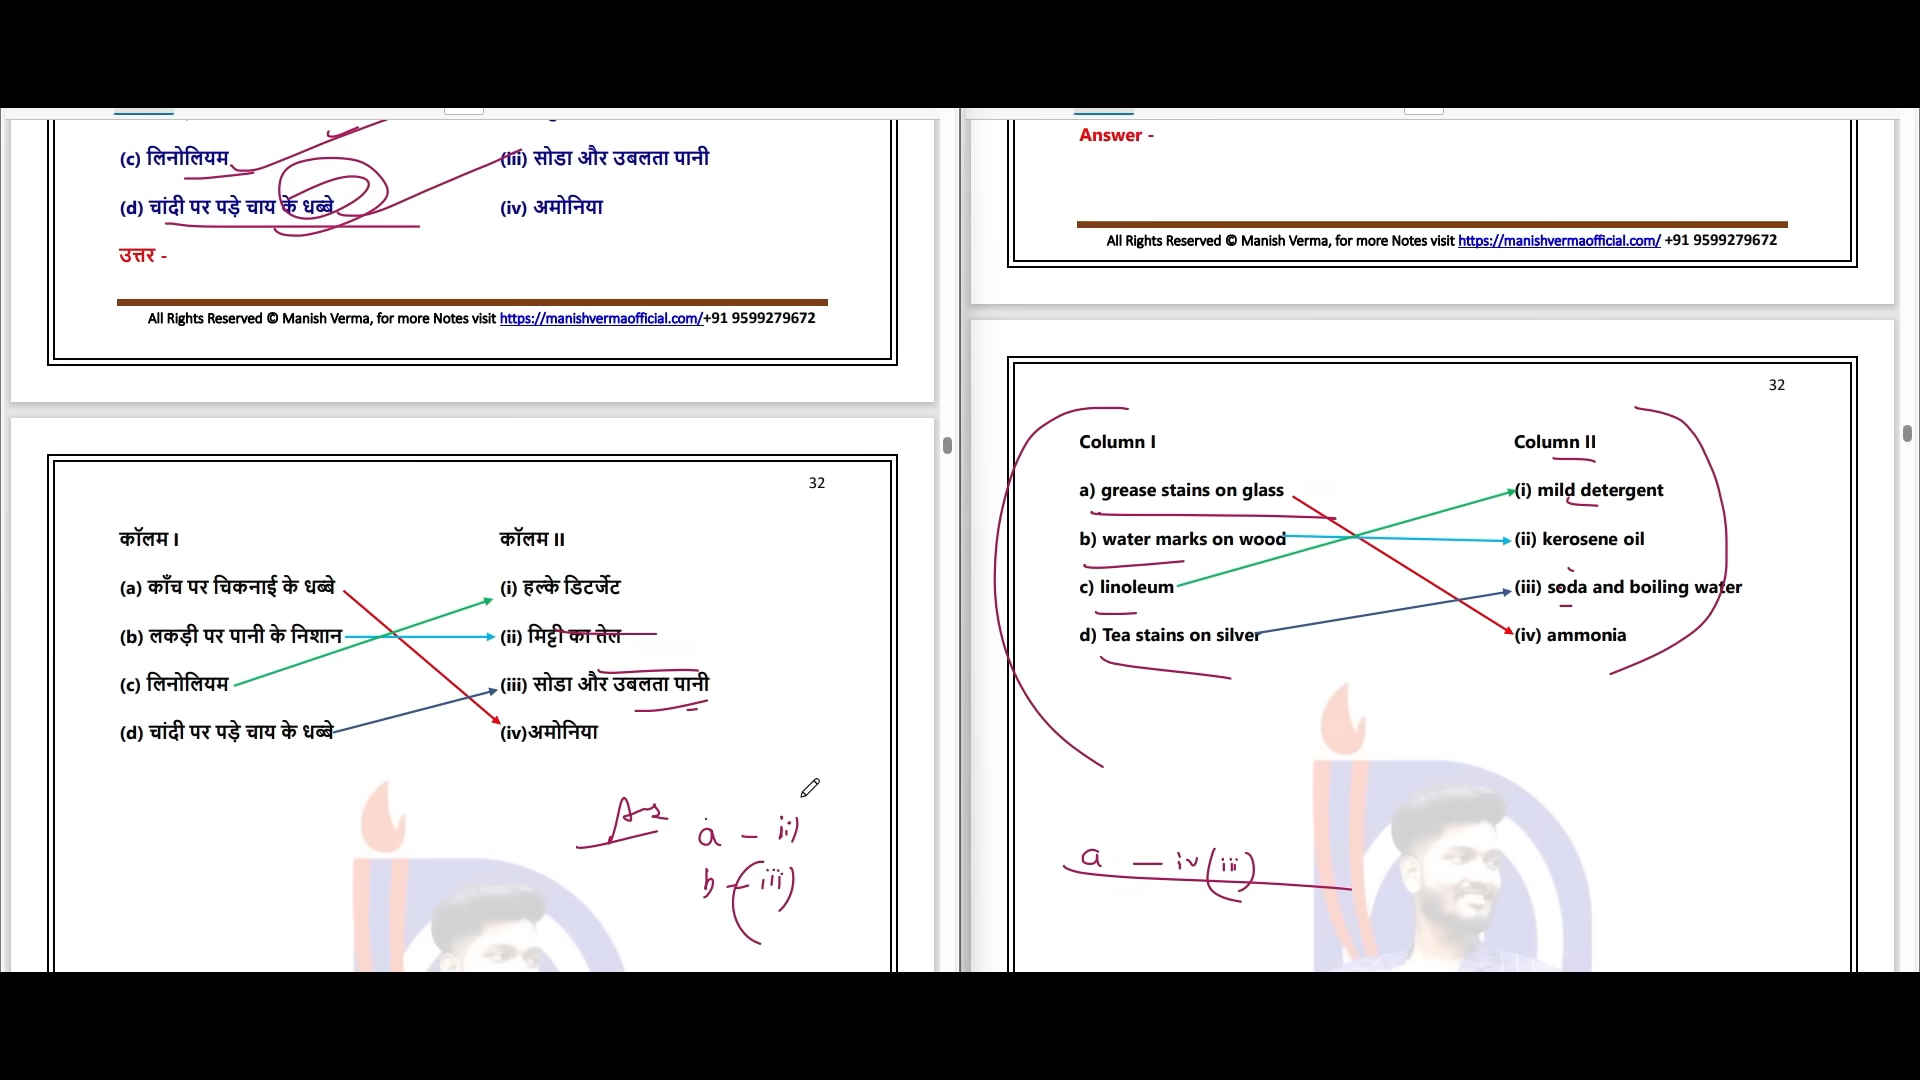 (c) लिनोलियम (iii) सोडा और उबलता पानी
(d) चांदी पर पड़े चाय के धब्बे (iv) अमोनिया
उत्तर -
All Rights Reserved © Manish Verma, for more Notes visit https://manishvermaofficial.com/+91 9599279672
32
कॉलम I कॉलम II
(a) काँच पर चिकनाई के धब्बे (i) हल्के डिटर्जेंट
(b) लकड़ी पर पानी के निशान (ii) मिट्टी का तेल
(c) लिनोलियम (iii) सोडा और उबलता पानी
(d) चांदी पर पड़े चाय के धब्बे (iv)अमोनिया
Ans
a - ii)
b - iii)
Answer -
All Rights Reserved © Manish Verma, for more Notes visit https://manishvermaofficial.com/ +91 9599279672
32
Column I Column II
a) grease stains on glass (i) mild detergent
b) water marks on wood (ii) kerosene oil
c) linoleum (iii) soda and boiling water
d) Tea stains on silver (iv) ammonia
a - iv (iii)